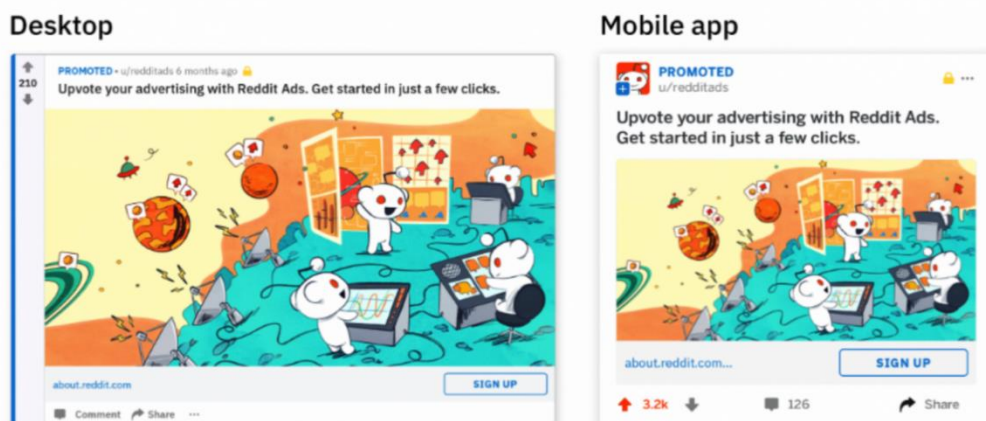 Desktop
Mobile app
210
PROMOTED • u/redditads 6 months ago
Upvote your advertising with Reddit Ads. Get started in just a few clicks.
about.reddit.com
SIGN UP
Comment Share ...
PROMOTED
u/redditads
Upvote your advertising with Reddit Ads.
Get started in just a few clicks.
about.reddit.com...
SIGN UP
3.2k 126 Share